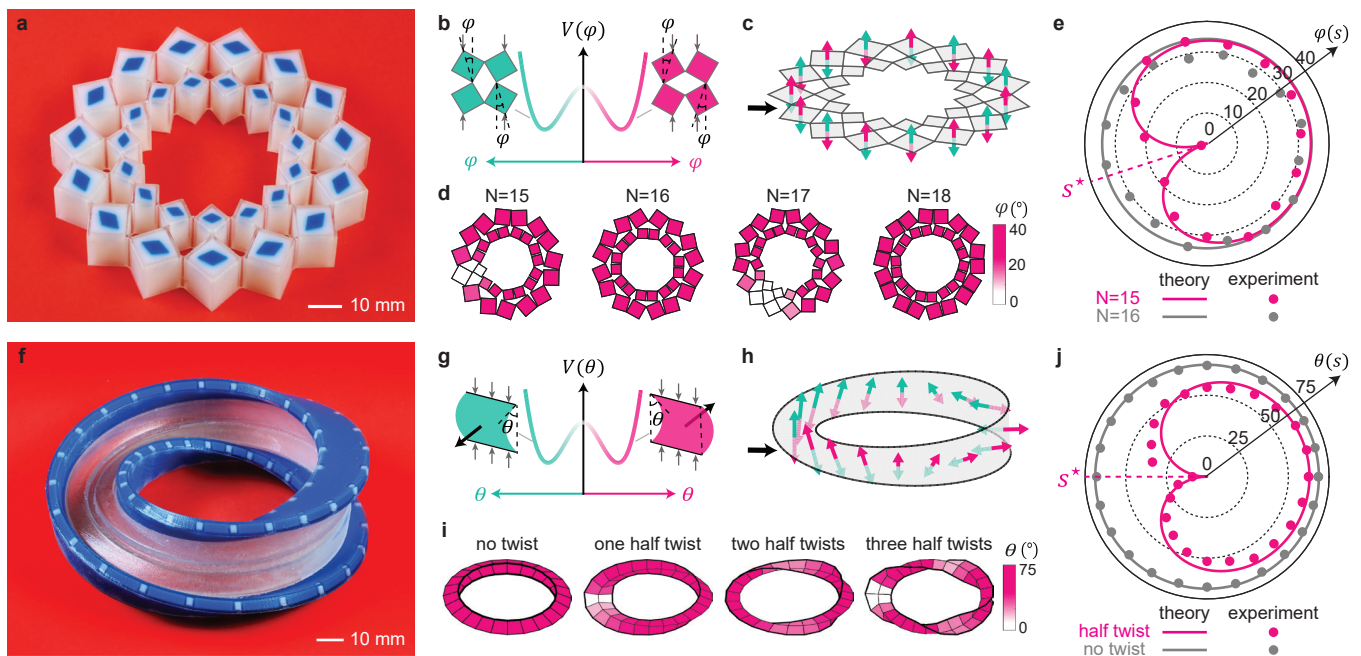 a
10 mm
b
φ
V(φ)
φ
φ
φ
φ
φ
c
d
N=15
N=16
N=17
N=18
φ (°)
40
20
0
e
φ(s)
40
30
20
10
0
s⋆
theory
experiment
N=15
N=16
f
10 mm
g
V(θ)
θ
θ
θ
θ
h
i
no twist
one half twist
two half twists
three half twists
θ (°)
75
0
j
θ(s)
75
50
25
0
s⋆
theory
experiment
half twist
no twist